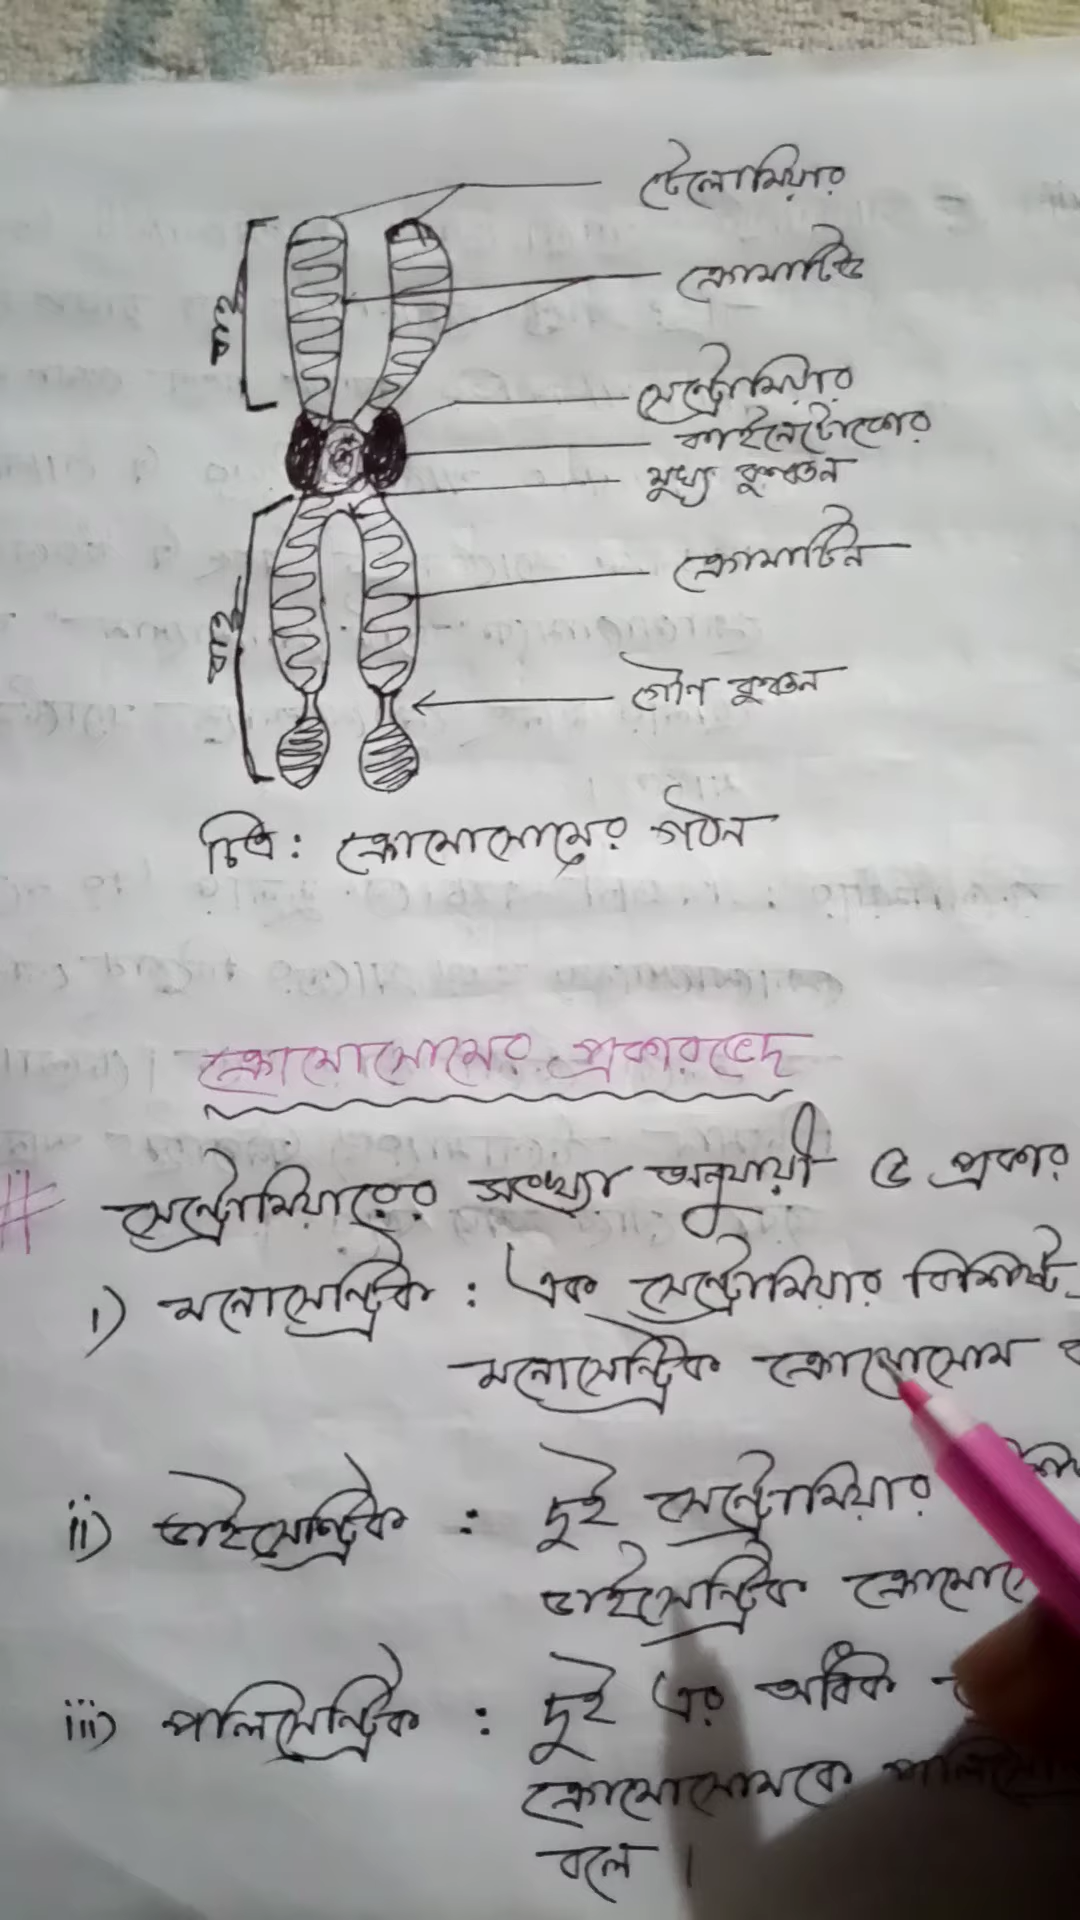 টেলোমিয়ার
ক্রোমাটিড
বাহু
সেন্ট্রোমিয়ার
কাইনেটোকোর
মুখ্য কুঞ্চন
ক্রোমাটিন
বাহু
গৌণ কুঞ্চন
চিত্র: ক্রোমোসোমের গঠন
ক্রোমোসোমের প্রকারভেদ
# সেন্ট্রোমিয়ারের সংখ্যা অনুযায়ী ৫ প্রকার
i) মনোসেন্ট্রিক : এক সেন্ট্রোমিয়ার বিশিষ্ট
মনোসেন্ট্রিক ক্রোমোসোম
ii) ডাইসেন্ট্রিক : দুই সেন্ট্রোমিয়ার
ডাইসেন্ট্রিক
iii) পলিসেন্ট্রিক : দুই এর অধিক
ক্রোমোসোমকে
বলে ।